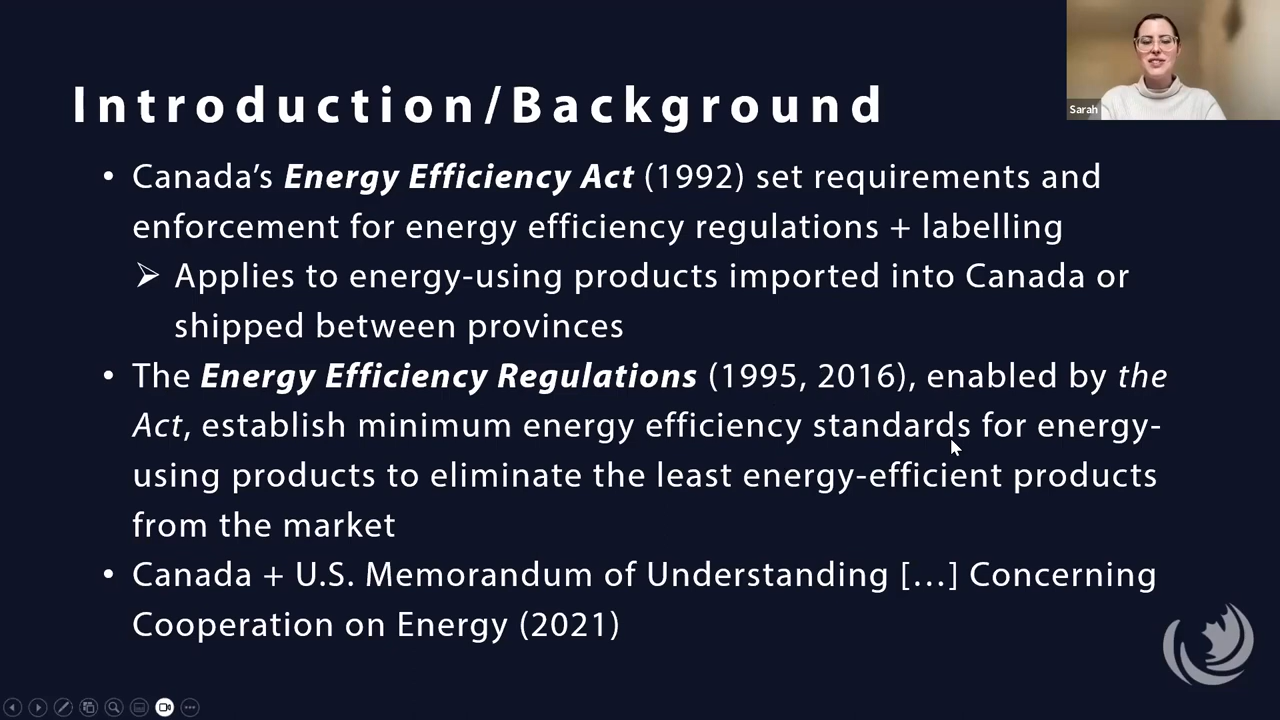 Introduction/Background
Sarah
• Canada’s Energy Efficiency Act (1992) set requirements and
enforcement for energy efficiency regulations + labelling
➢ Applies to energy-using products imported into Canada or
shipped between provinces
• The Energy Efficiency Regulations (1995, 2016), enabled by the
Act, establish minimum energy efficiency standards for energy-
using products to eliminate the least energy-efficient products
from the market
• Canada + U.S. Memorandum of Understanding […] Concerning
Cooperation on Energy (2021)